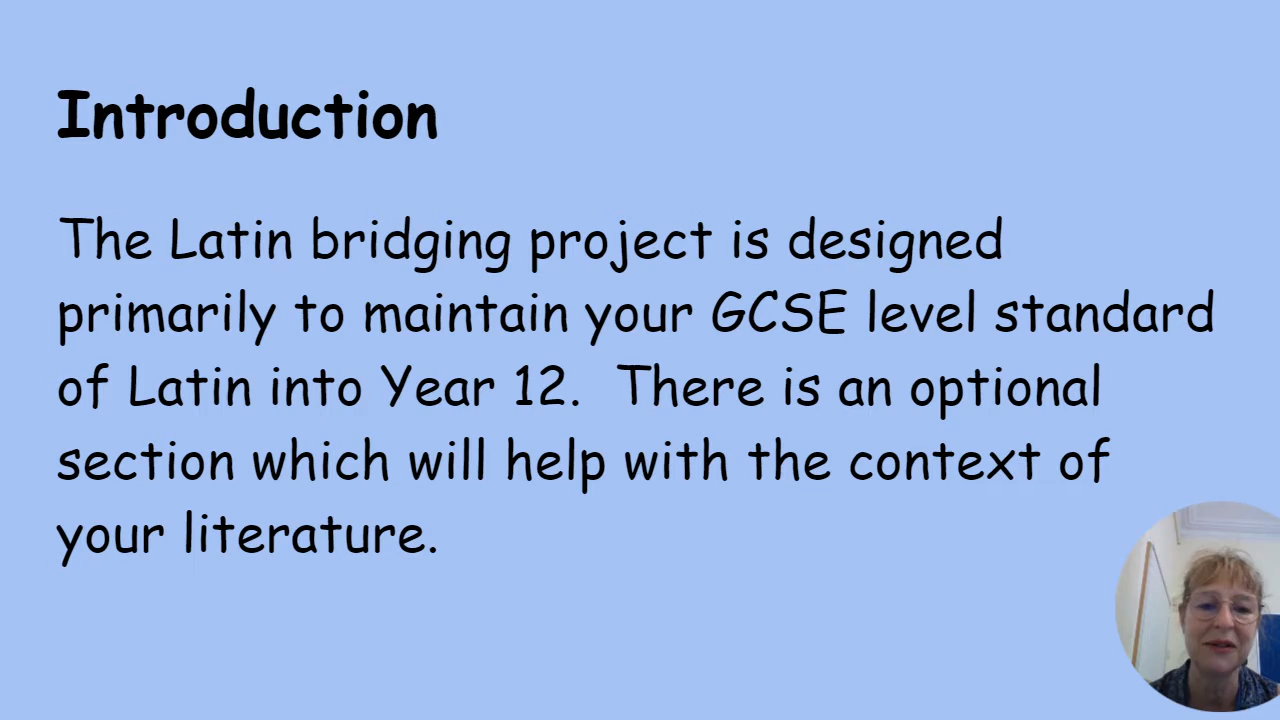 Introduction
The Latin bridging project is designed
primarily to maintain your GCSE level standard
of Latin into Year 12.  There is an optional
section which will help with the context of
your literature.